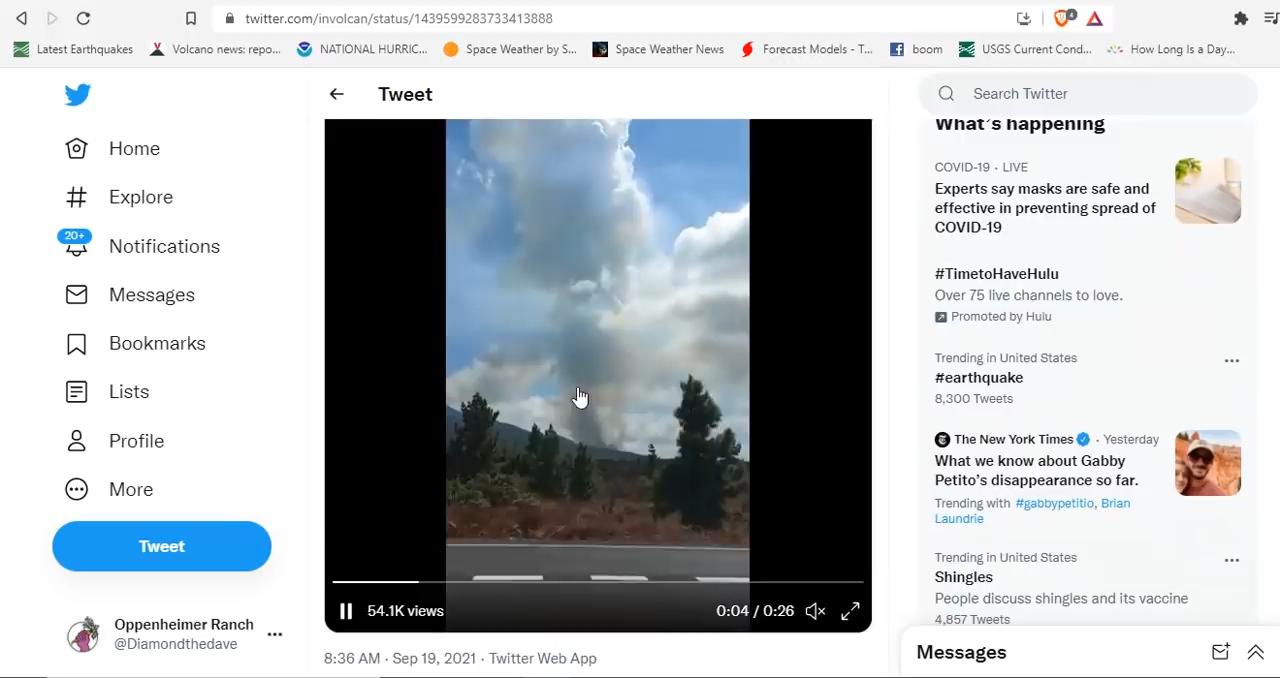 twitter.com/involcan/status/1439599283733413888
4
Latest Earthquakes
Volcano news: repo...
NATIONAL HURRIC...
Space Weather by S...
Space Weather News
Forecast Models - T...
boom
USGS Current Cond...
How Long Is a Day...
Home
Explore
20+
Notifications
Messages
Bookmarks
Lists
Profile
More
Tweet
Oppenheimer Ranch
@Diamondthedave
Tweet
54.1K views
0:04 / 0:26
8:36 AM · Sep 19, 2021 · Twitter Web App
Search Twitter
What's happening
COVID-19 · LIVE
Experts say masks are safe and
effective in preventing spread of
COVID-19
#TimetoHaveHulu
Over 75 live channels to love.
Promoted by Hulu
Trending in United States
#earthquake
8,300 Tweets
The New York Times · Yesterday
What we know about Gabby
Petito's disappearance so far.
Trending with #gabbypetitio, Brian
Laundrie
Trending in United States
Shingles
People discuss shingles and its vaccine
4,857 Tweets
Messages